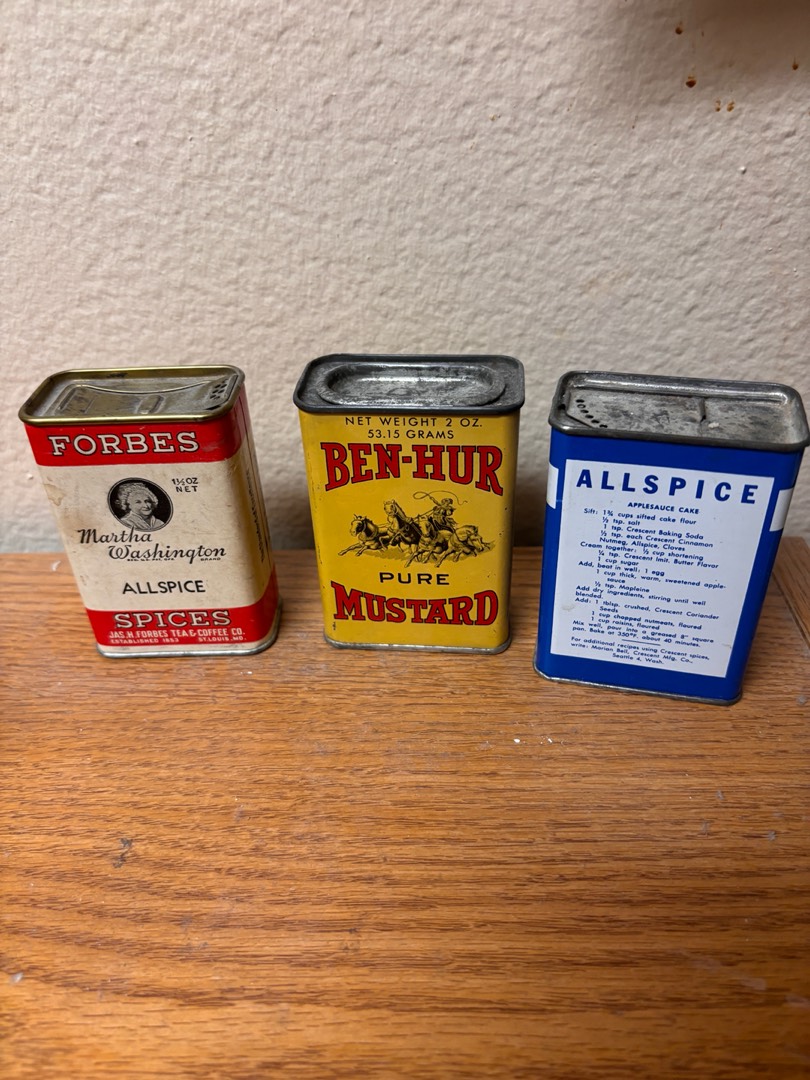 FORBES
1½ OZ
NET
Martha
Washington
BRAND
ALLSPICE
SPICES
JAS. H. FORBES TEA & COFFEE CO.
ESTABLISHED 1853 ST. LOUIS, MO.
NET WEIGHT 2 OZ.
53.15 GRAMS
BEN-HUR
PURE
MUSTARD
ALLSPICE
APPLESAUCE CAKE
Sift: 1¾ cups sifted cake flour
½ tsp. salt
1 tsp. Crescent Baking Soda
½ tsp. each Crescent Cinnamon
Nutmeg, Allspice, Cloves
Cream together: ½ cup shortening
¼ tsp. Crescent Imit. Butter Flavor
1 cup sugar
Add, beat in well: 1 egg
1 cup thick, warm, sweetened apple-
sauce
½ tsp. Mapleine
Add dry ingredients, stirring until well
blended.
Add: 1 tblsp. crushed, Crescent Coriander
Seeds
1 cup chopped nutmeats, floured
1 cup raisins, floured
Mix well, pour into a greased 8" square
pan. Bake at 350°F. about 40 minutes.
For additional recipes using Crescent spices,
write: Marian Bell, Crescent Mfg. Co.,
Seattle 4, Wash.